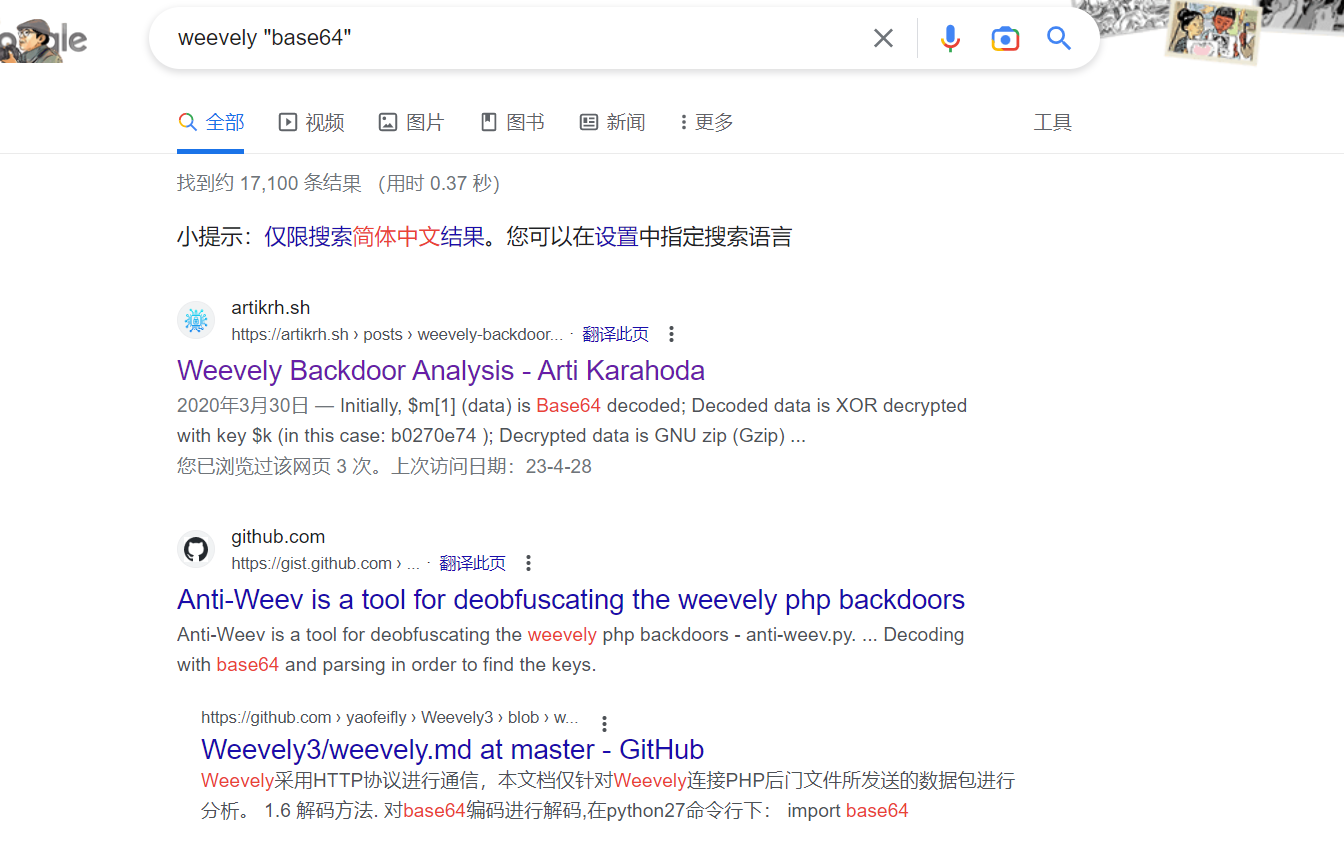 weevely "base64"
全部 视频 图片 图书 新闻 更多 工具
找到约 17,100 条结果 （用时 0.37 秒）
小提示：仅限搜索简体中文结果。您可以在设置中指定搜索语言
artikrh.sh
https://artikrh.sh › posts › weevely-backdoor... · 翻译此页
Weevely Backdoor Analysis - Arti Karahoda
2020年3月30日 — Initially, $m[1] (data) is Base64 decoded; Decoded data is XOR decrypted
with key $k (in this case: b0270e74 ); Decrypted data is GNU zip (Gzip) ...
您已浏览过该网页 3 次。上次访问日期：23-4-28
github.com
https://gist.github.com › ... · 翻译此页
Anti-Weev is a tool for deobfuscating the weevely php backdoors
Anti-Weev is a tool for deobfuscating the weevely php backdoors - anti-weev.py. ... Decoding
with base64 and parsing in order to find the keys.
https://github.com › yaofeifly › Weevely3 › blob › w...
Weevely3/weevely.md at master - GitHub
Weevely采用HTTP协议进行通信，本文档仅针对Weevely连接PHP后门文件所发送的数据包进行
分析。 1.6 解码方法. 对base64编码进行解码,在python27命令行下： import base64